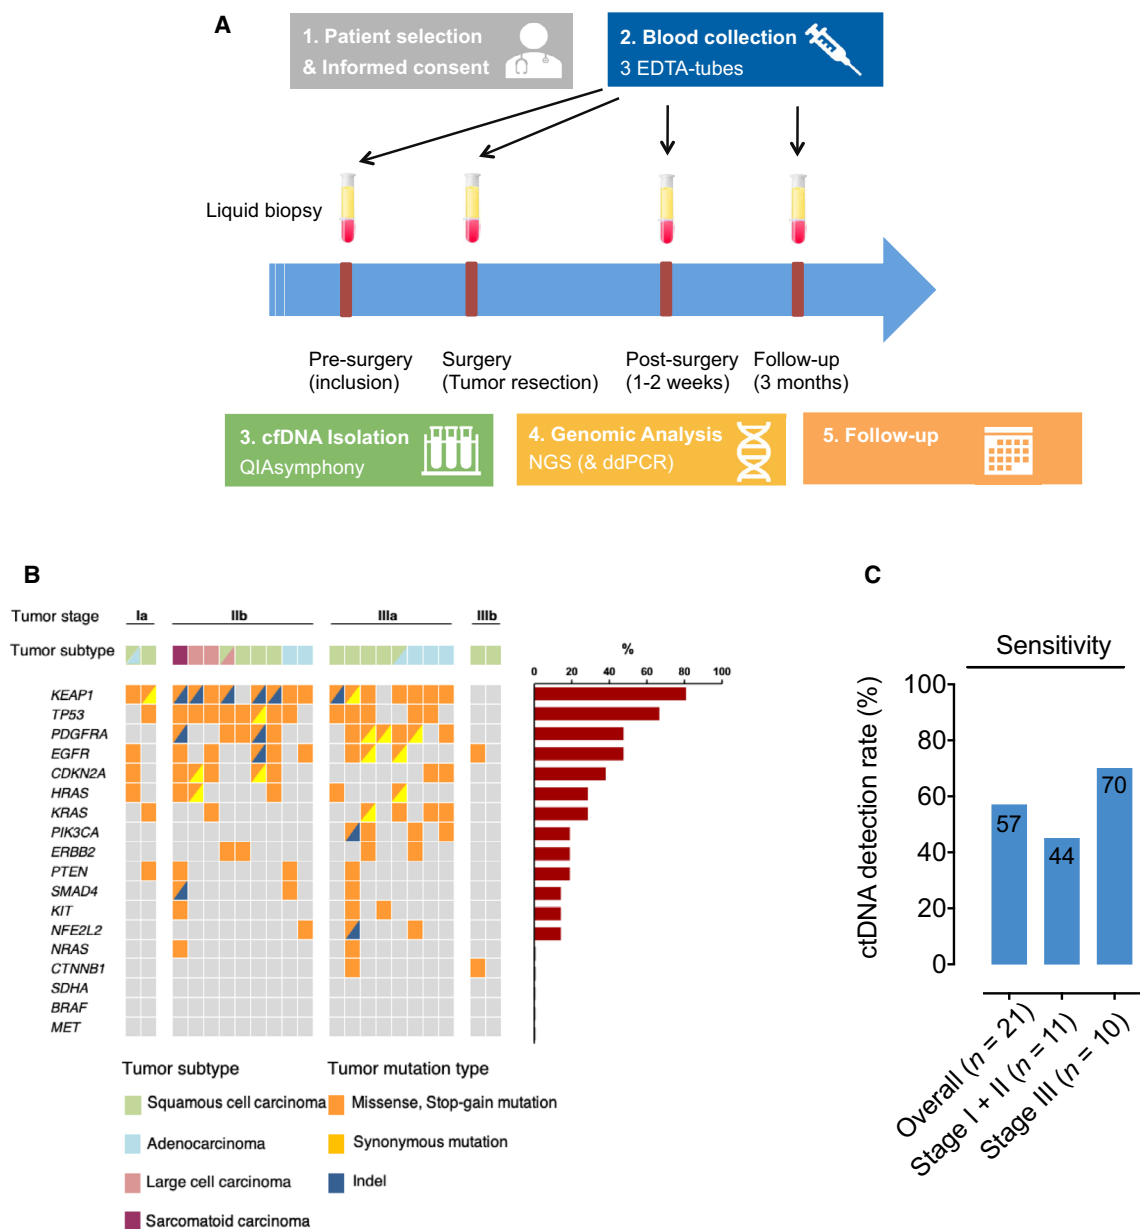 A
1. Patient selection
& Informed consent
2. Blood collection
3 EDTA-tubes
Liquid biopsy
Pre-surgery
(inclusion)
Surgery
(Tumor resection)
Post-surgery
(1-2 weeks)
Follow-up
(3 months)
3. cfDNA Isolation
QIAsymphony
4. Genomic Analysis
NGS (& ddPCR)
5. Follow-up
B
Tumor stage
Ia
IIb
IIIa
IIIb
Tumor subtype
%
0 20 40 60 80 100
KEAP1
TP53
PDGFRA
EGFR
CDKN2A
HRAS
KRAS
PIK3CA
ERBB2
PTEN
SMAD4
KIT
NFE2L2
NRAS
CTNNB1
SDHA
BRAF
MET
Tumor subtype
Squamous cell carcinoma
Adenocarcinoma
Large cell carcinoma
Sarcomatoid carcinoma
Tumor mutation type
Missense, Stop-gain mutation
Synonymous mutation
Indel
C
Sensitivity
ctDNA detection rate (%)
100
80
60
40
20
0
57
44
70
Overall (n = 21)
Stage I + II (n = 11)
Stage III (n = 10)